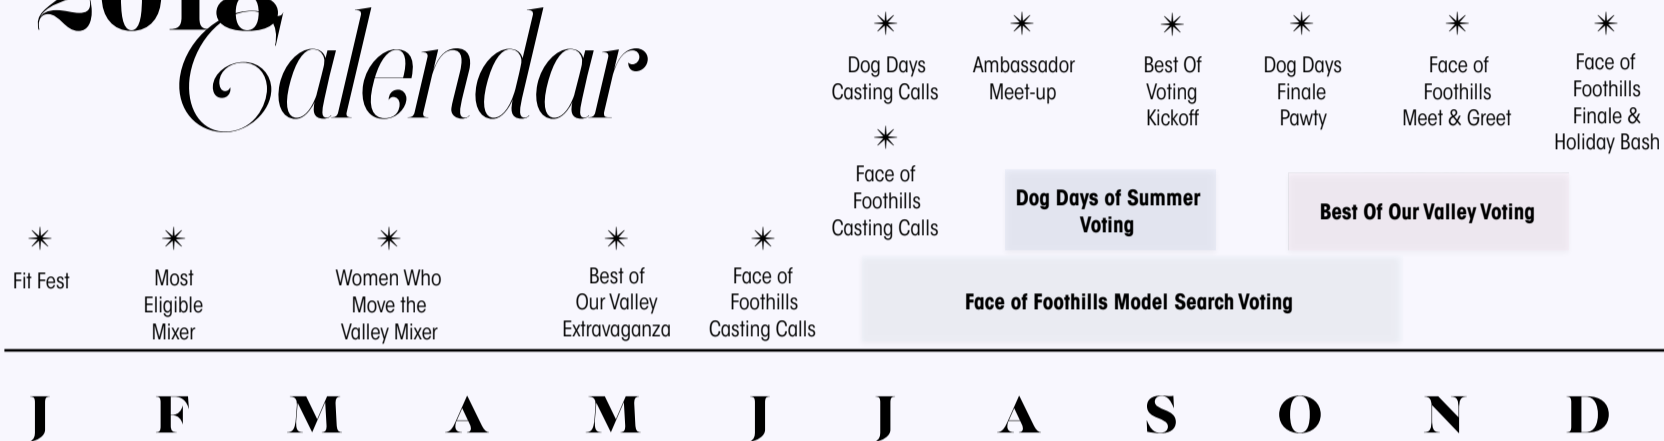 2018
Calendar
Dog Days
Casting Calls
Ambassador
Meet-up
Best Of
Voting
Kickoff
Dog Days
Finale
Pawty
Face of
Foothills
Meet & Greet
Face of
Foothills
Finale &
Holiday Bash
Face of
Foothills
Casting Calls
Dog Days of Summer
Voting
Best Of Our Valley Voting
Fit Fest
Most
Eligible
Mixer
Women Who
Move the
Valley Mixer
Best of
Our Valley
Extravaganza
Face of
Foothills
Casting Calls
Face of Foothills Model Search Voting
J F M A M J J A S O N D